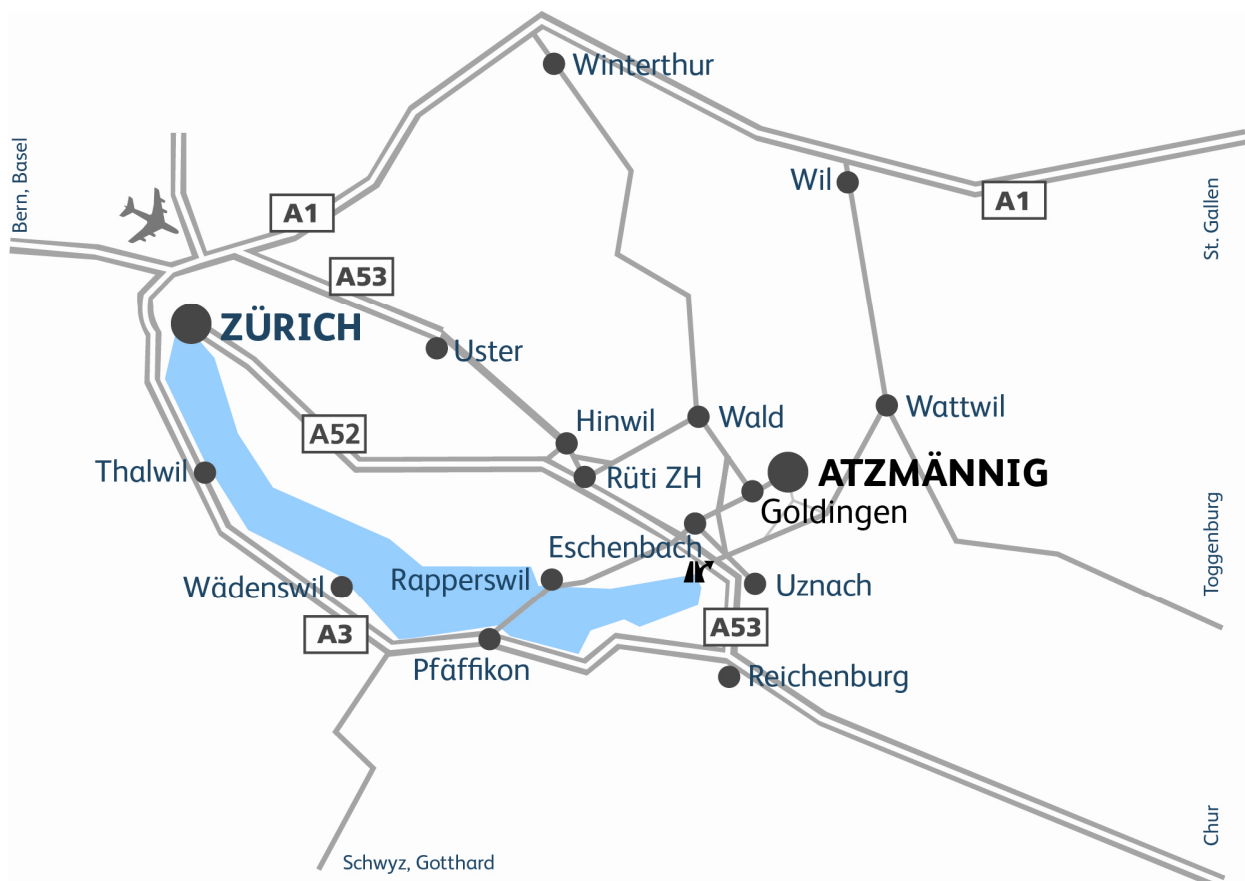 Winterthur
Bern, Basel
Wil
A1
A1
St. Gallen
A53
ZÜRICH
Uster
Hinwil
Wald
Wattwil
A52
Thalwil
Rüti ZH
ATZMÄNNIG
Goldingen
Eschenbach
Toggenburg
Rapperswil
Wädenswil
Uznach
A3
A53
Pfäffikon
Reichenburg
Chur
Schwyz, Gotthard